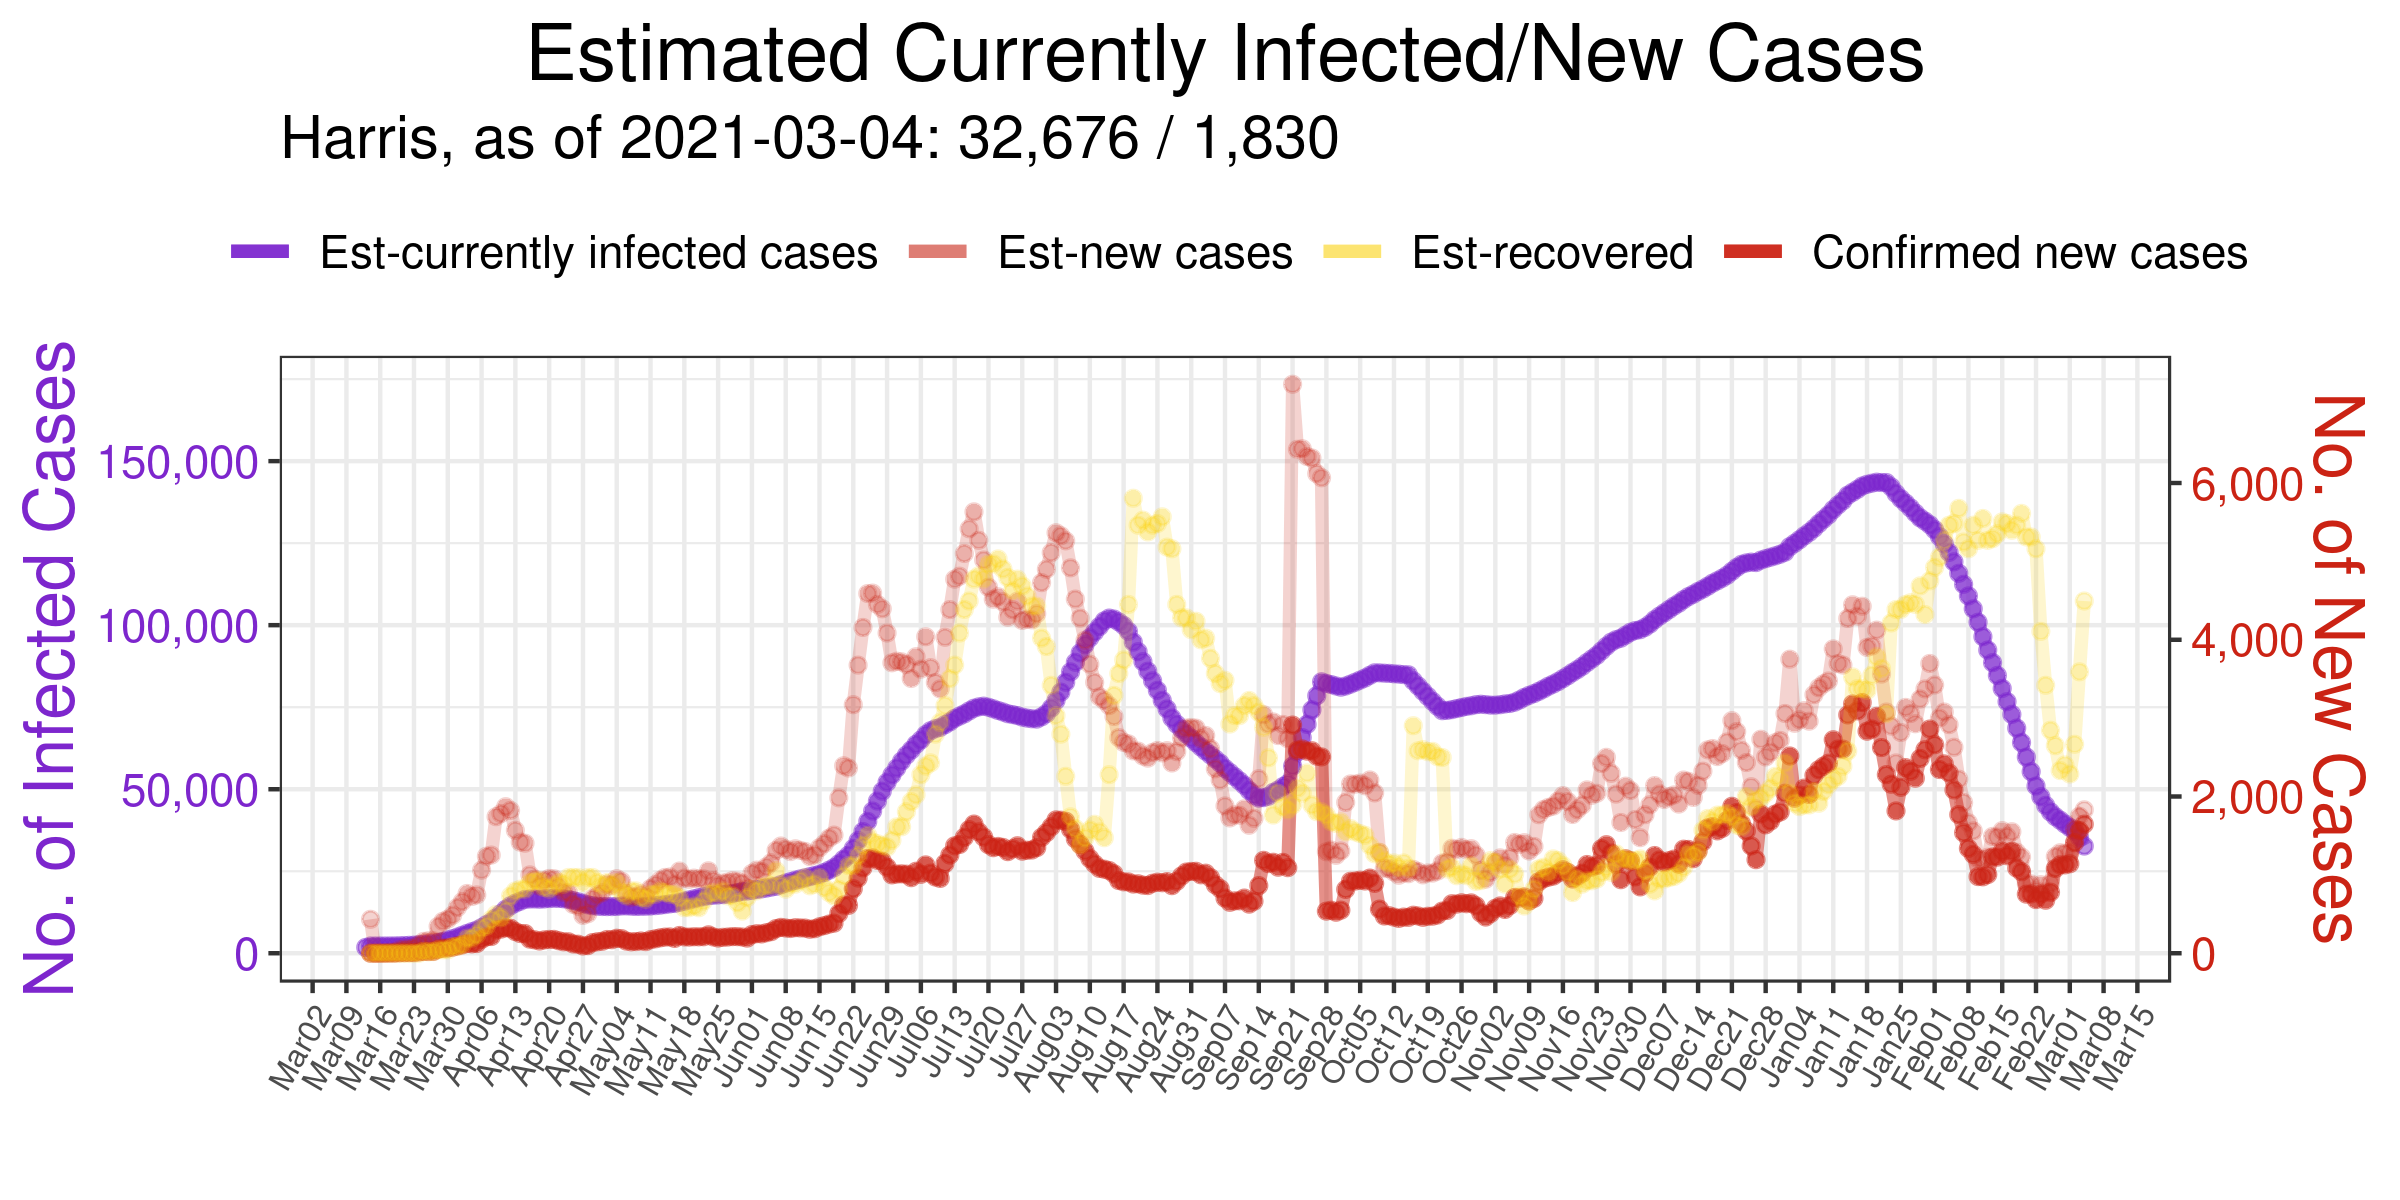 Estimated Currently Infected/New Cases
Harris, as of 2021-03-04: 32,676 / 1,830
Est-currently infected cases Est-new cases Est-recovered Confirmed new cases
No. of Infected Cases
150,000
100,000
50,000
0
6,000
4,000
2,000
0
No. of New Cases
Mar02 Mar09 Mar16 Mar23 Mar30 Apr06 Apr13 Apr20 Apr27 May04 May11 May18 May25 Jun01 Jun08 Jun15 Jun22 Jun29 Jul06 Jul13 Jul20 Jul27 Aug03 Aug10 Aug17 Aug24 Aug31 Sep07 Sep14 Sep21 Sep28 Oct05 Oct12 Oct19 Oct26 Nov02 Nov09 Nov16 Nov23 Nov30 Dec07 Dec14 Dec21 Dec28 Jan04 Jan11 Jan18 Jan25 Feb01 Feb08 Feb15 Feb22 Mar01 Mar08 Mar15